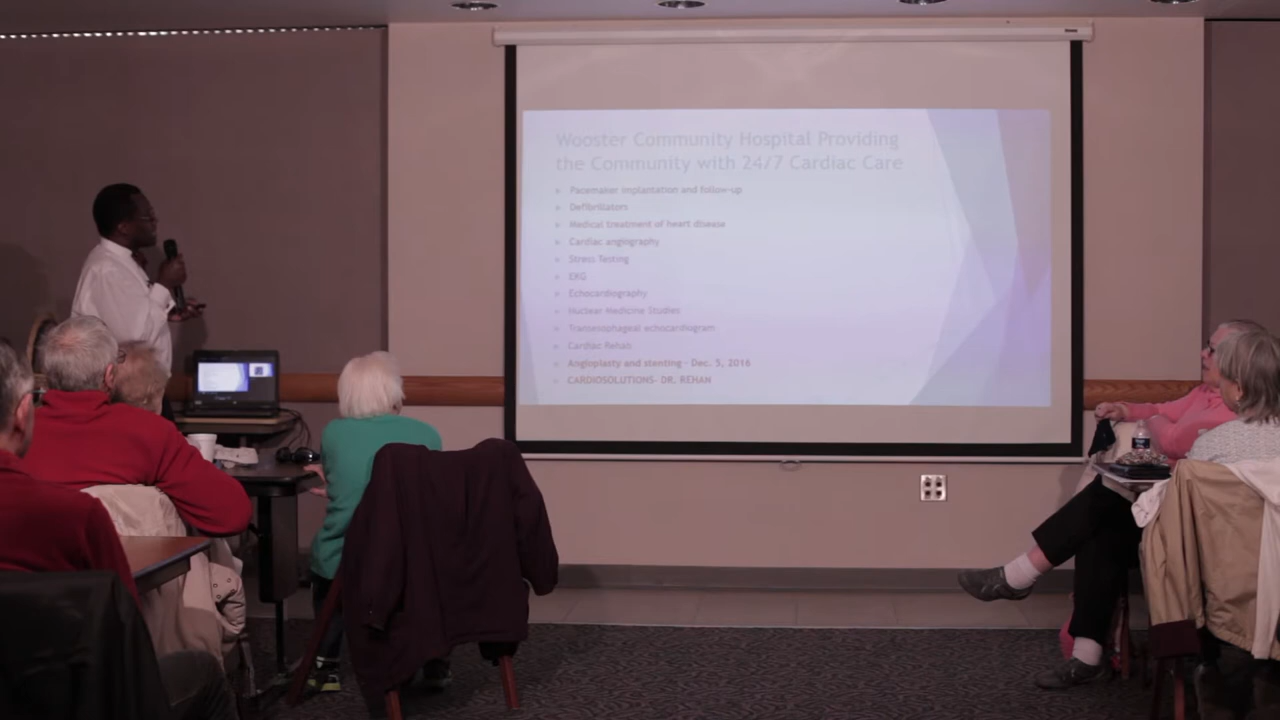 Wooster Community Hospital Providing
the Community with 24/7 Cardiac Care
Pacemaker implantation and follow-up
Defibrillators
Medical treatment of heart disease
Cardiac angiography
Stress Testing
EKG
Echocardiography
Nuclear Medicine Studies
Transesophageal echocardiogram
Cardiac Rehab
Angioplasty and stenting - Dec. 5, 2016
CARDIOSOLUTIONS- DR. REHAN